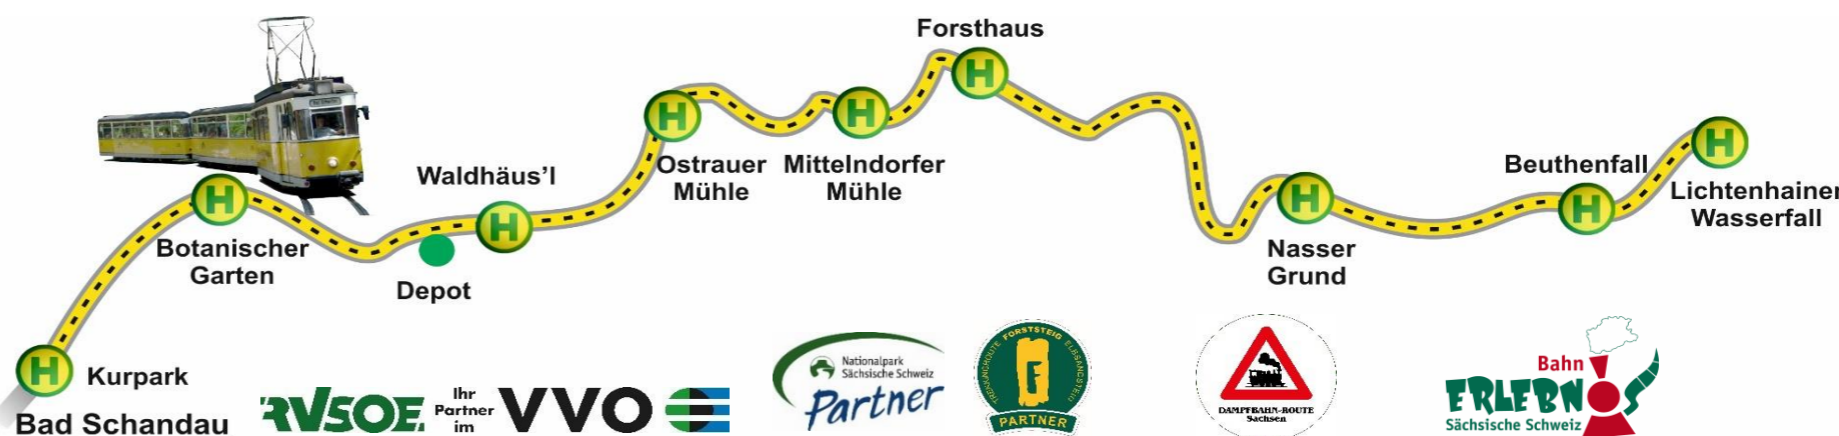 Forsthaus
Waldhäus'l
Ostrauer
Mühle
Mittelndorfer
Mühle
Beuthenfall
Lichtenhainer
Wasserfall
Botanischer
Garten
Depot
Nasser
Grund
Kurpark
Bad Schandau
H
H
H
H
H
H
H
H
H
RVSOE.
Ihr
Partner
im
VVO
Nationalpark
Sächsische Schweiz
Partner
FORSTSTEIG
PARTNER
DAMPFBAHN-ROUTE
Sachsen
Bahn
ERLEBNIS
Sächsische Schweiz